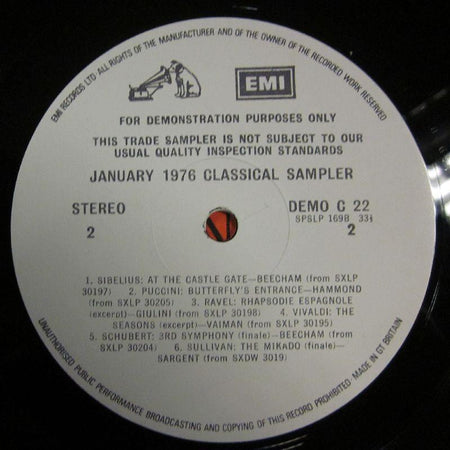 EMI RECORDS LTD· ALL RIGHTS OF THE MANUFACTURER AND OF THE OWNER OF THE RECORDED WORK RESERVED
EMI
FOR DEMONSTRATION PURPOSES ONLY
THIS TRADE SAMPLER IS NOT SUBJECT TO OUR
USUAL QUALITY INSPECTION STANDARDS
JANUARY 1976 CLASSICAL SAMPLER
STEREO
2
DEMO C 22
SPSLP 169B 33⅓
2
1. SIBELIUS: AT THE CASTLE GATE—BEECHAM (from SXLP
30197) 2. PUCCINI: BUTTERFLY'S ENTRANCE—HAMMOND
(from SXLP 30205) 3. RAVEL: RHAPSODIE ESPAGNOLE
(excerpt)—GIULINI (from SXLP 30198) 4. VIVALDI: THE
SEASONS (excerpt)—VAIMAN (from SXLP 30195)
5. SCHUBERT: 3RD SYMPHONY (finale)—BEECHAM (from
SXLP 30204) 6. SULLIVAN: THE MIKADO (finale)—
SARGENT (from SXDW 3019)
UNAUTHORISED PUBLIC PERFORMANCE BROADCASTING AND COPYING OF THIS RECORD PROHIBITED· MADE IN GT BRITAIN